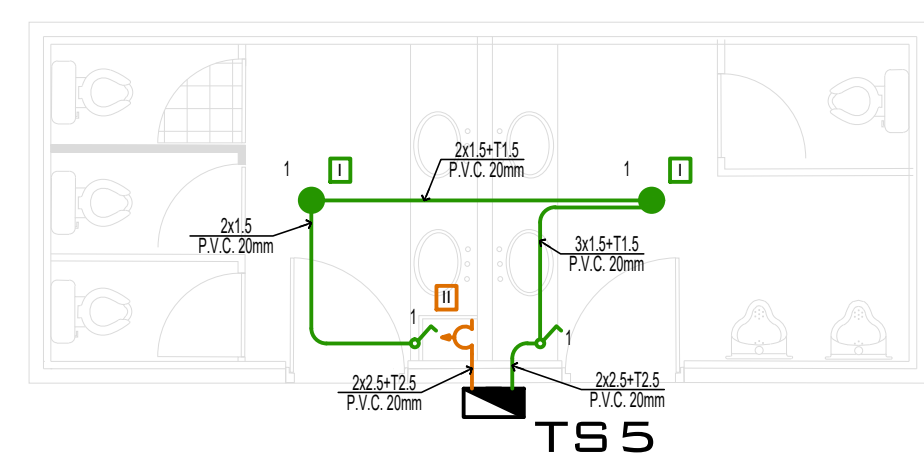 2x1.5+T1.5
P.V.C. 20mm
1 I
1 I
2x1.5
P.V.C. 20mm
3x1.5+T1.5
P.V.C. 20mm
II
1
1
2x2.5+T2.5
P.V.C. 20mm
2x2.5+T2.5
P.V.C. 20mm
TS5